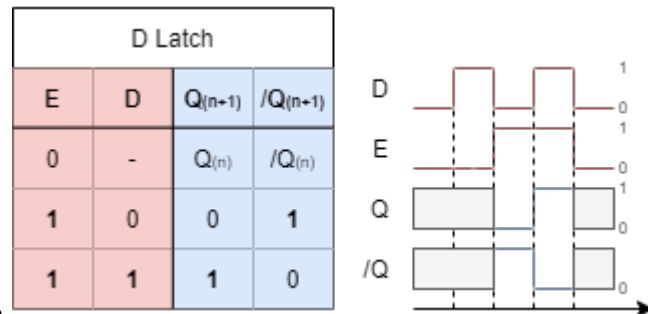 D Latch
E D Q(n+1) /Q(n+1)
0 - Q(n) /Q(n)
1 0 0 1
1 1 1 0
D 1 0
E 1 0
Q 1 0
/Q 0